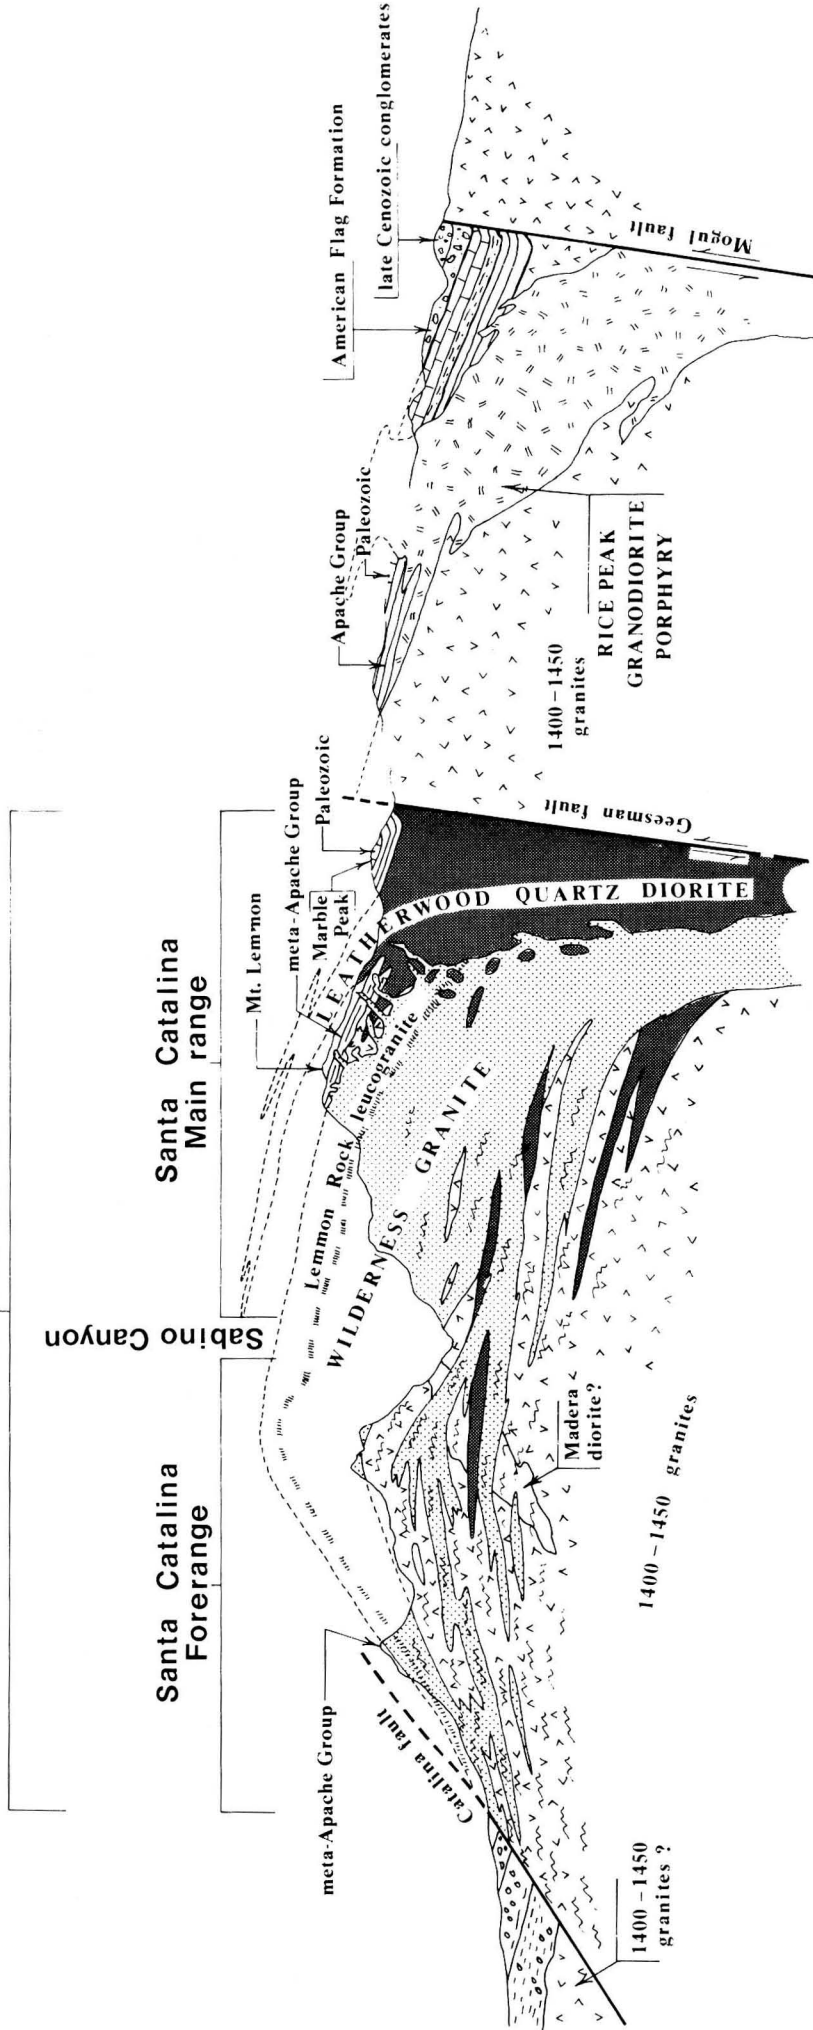 Santa Catalina
Forerange
Sabino Canyon
Santa Catalina
Main range
meta-Apache Group
Catalina fault
1400–1450
granites ?
Madera
diorite?
1400–1450 granites
WILDERNESS GRANITE
Lemmon Rock leucogranite
Mt. Lemmon
meta-Apache Group
Marble
Peak
Paleozoic
LEATHERWOOD QUARTZ DIORITE
Geesman fault
Apache Group
Paleozoic
1400–1450
granites
RICE PEAK
GRANODIORITE
PORPHYRY
American Flag Formation
late Cenozoic conglomerates
Mogul fault